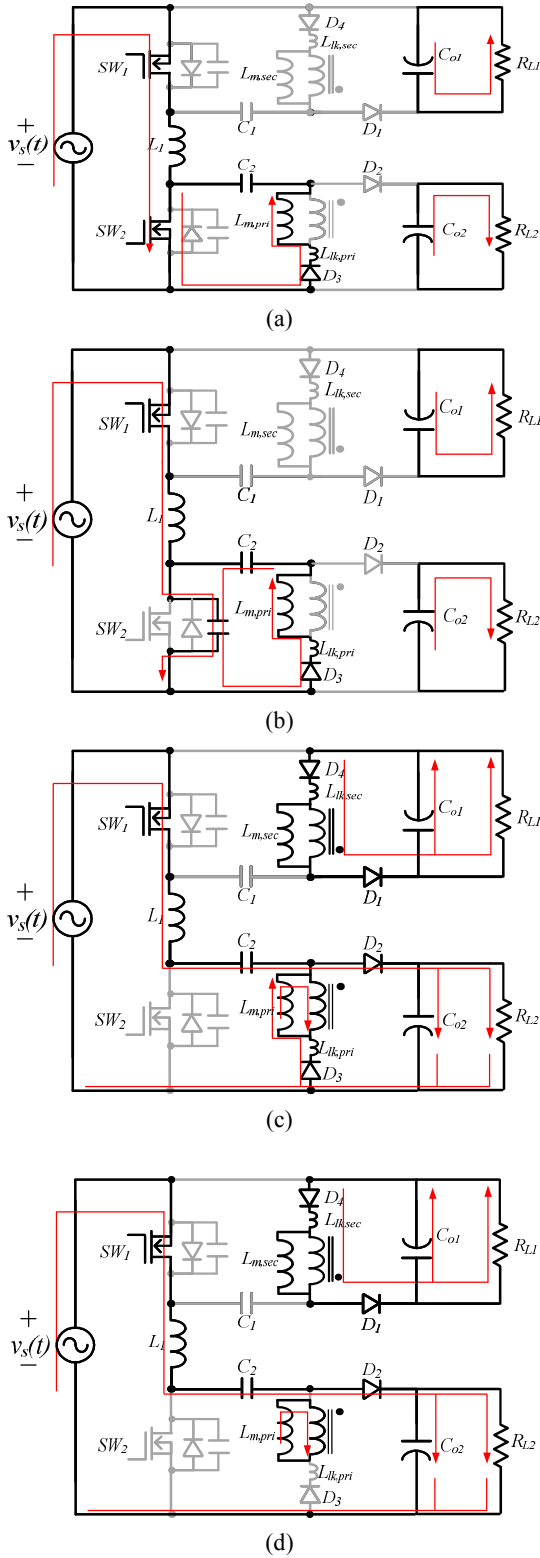 D4
Llk,sec
SW1
Lm,sec
Co1
RL1
+
vs(t)
−
L1
C1
D1
C2
D2
SW2
Lm,pri
Llk,pri
D3
Co2
RL2
(a)
D4
Llk,sec
SW1
Lm,sec
Co1
RL1
+
vs(t)
−
L1
C1
D1
C2
D2
SW2
Lm,pri
Llk,pri
D3
Co2
RL2
(b)
D4
Llk,sec
SW1
Lm,sec
Co1
RL1
+
vs(t)
−
L1
C1
D1
C2
D2
SW2
Lm,pri
Llk,pri
D3
Co2
RL2
(c)
D4
Llk,sec
SW1
Lm,sec
Co1
RL1
+
vs(t)
−
L1
C1
D1
C2
D2
SW2
Lm,pri
Llk,pri
D3
Co2
RL2
(d)